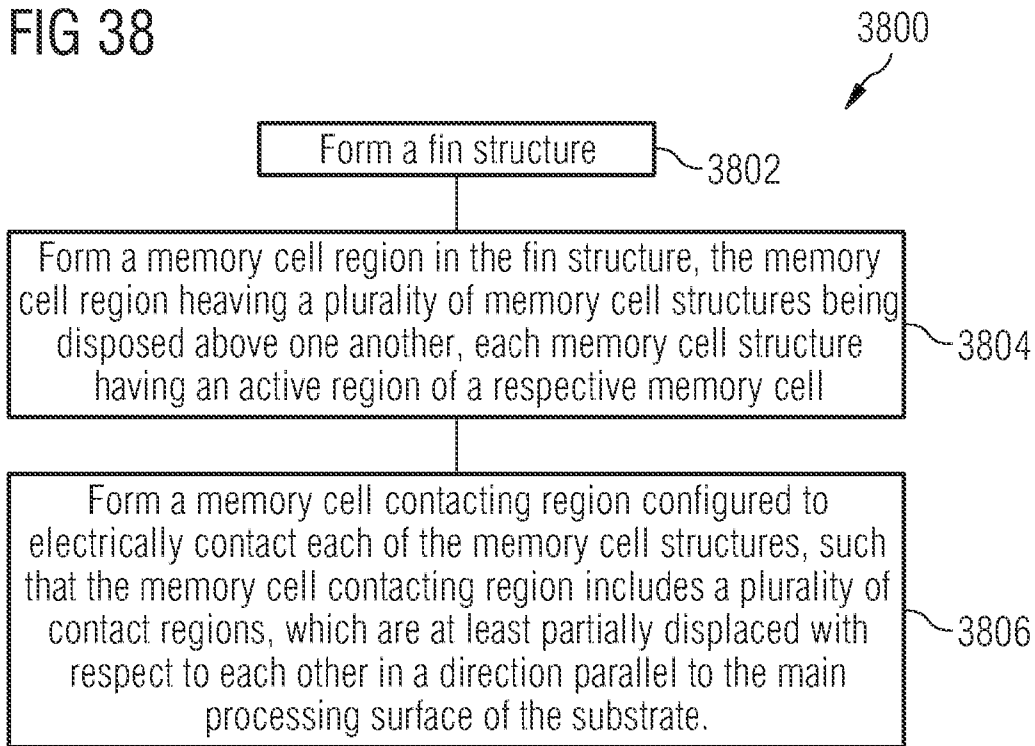 FIG 38
3800
Form a fin structure
3802
Form a memory cell region in the fin structure, the memory
cell region heaving a plurality of memory cell structures being
disposed above one another, each memory cell structure
having an active region of a respective memory cell
3804
Form a memory cell contacting region configured to
electrically contact each of the memory cell structures, such
that the memory cell contacting region includes a plurality of
contact regions, which are at least partially displaced with
respect to each other in a direction parallel to the main
processing surface of the substrate.
3806